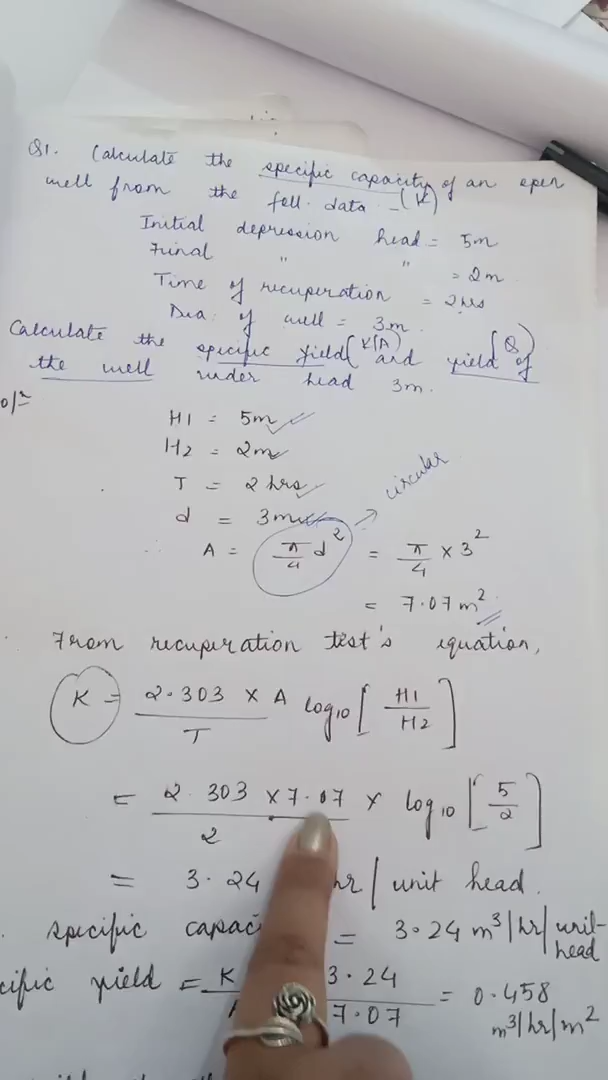 Q1. Calculate the specific capacity of an open
well from the foll. data - (K)
Initial depression head = 5m
Final " " = 2m
Time of recuperation = 2 hrs
Dia. of well = 3m.
Calculate the specific yield (K/A) and yield (Q) of
the well under head 3m.
H1 = 5m
H2 = 2m
T = 2 hrs
d = 3m
∴ A = π/4 d² = π/4 × 3²
circular
= 7.07 m²
From recuperation test's equation,
K = 2.303 × A / T log10 [H1/H2]
= 2.303 × 7.07 / 2 × log10 [5/2]
= 3.24 hr / unit head.
specific capaci = 3.24 m³/hr/unit-head
cific yield = K 3.24 / 7.07 = 0.458 m³/hr/m²